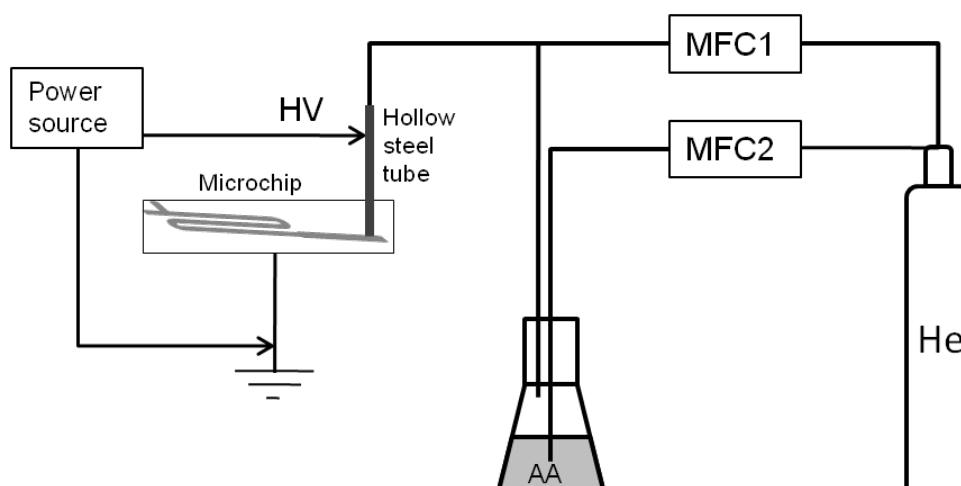 MFC1
Power
source
HV
Hollow
steel
tube
MFC2
Microchip
He
AA